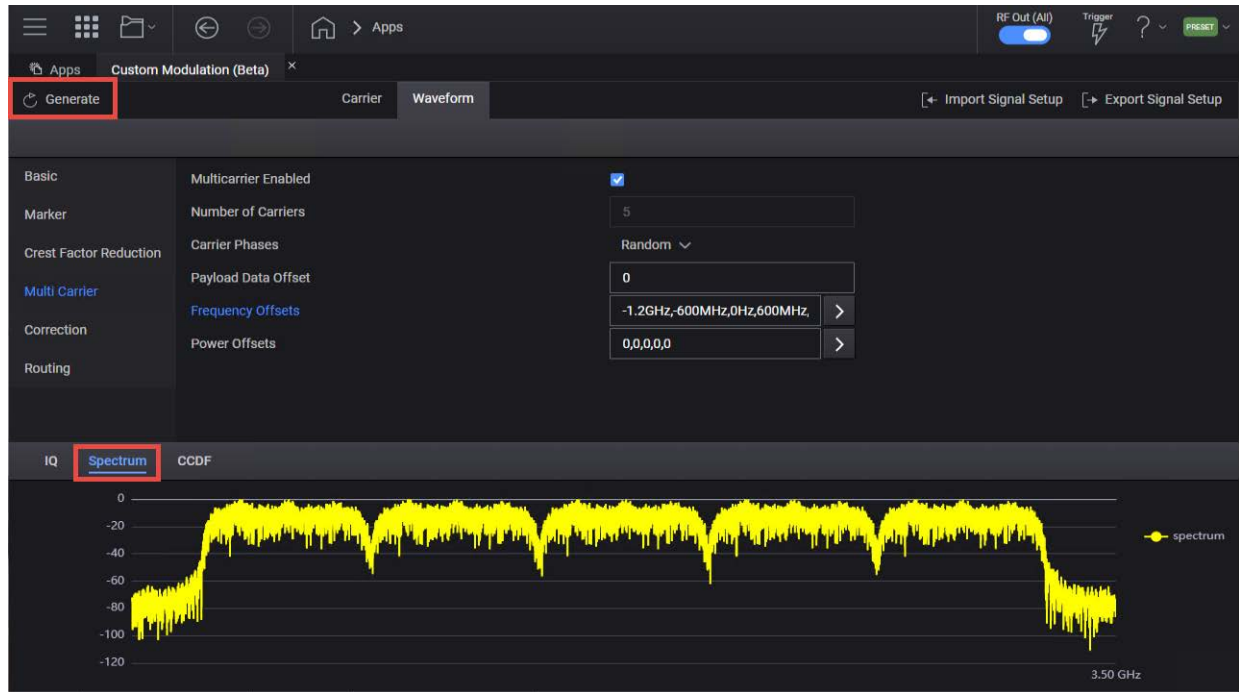 Apps
RF Out (All)
Trigger
PRESET
Apps
Custom Modulation (Beta)
Generate
Carrier
Waveform
Import Signal Setup
Export Signal Setup
Basic
Marker
Crest Factor Reduction
Multi Carrier
Correction
Routing
Multicarrier Enabled
Number of Carriers
5
Carrier Phases
Random
Payload Data Offset
0
Frequency Offsets
-1.2GHz,-600MHz,0Hz,600MHz,
Power Offsets
0,0,0,0,0
IQ
Spectrum
CCDF
0
-20
-40
-60
-80
-100
-120
spectrum
3.50 GHz